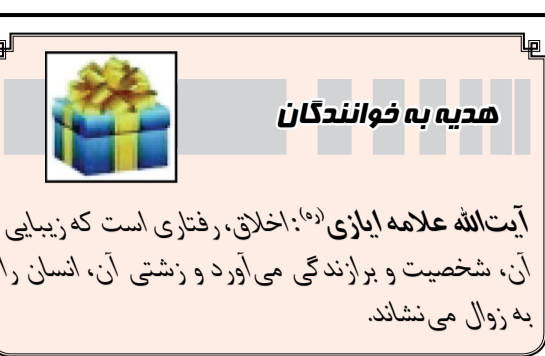 هدیه به خوانندگان
آیت‌الله علامه ایازی(ره): اخلاق، رفتاری است که زیبایی
آن، شخصیت و برازندگی می‌آورد و زشتی آن، انسان را
به زوال می‌نشاند.